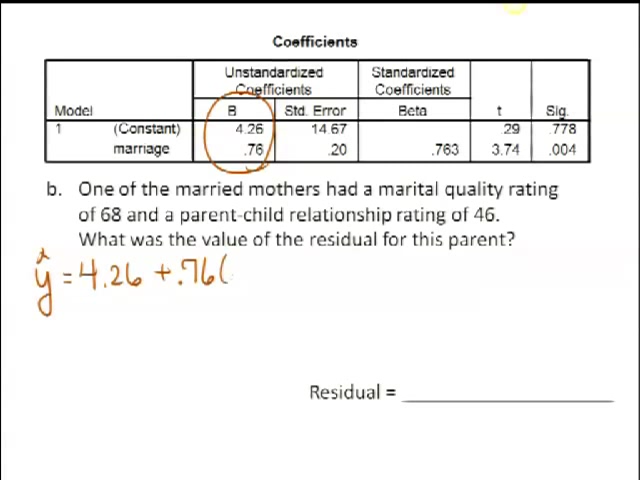 Coefficients
Unstandardized Coefficients Standardized Coefficients
Model B Std. Error Beta t Sig.
1 (Constant) 4.26 14.67 .29 .778
marriage .76 .20 .763 3.74 .004
b. One of the married mothers had a marital quality rating
of 68 and a parent-child relationship rating of 46.
What was the value of the residual for this parent?
ŷ = 4.26 + .76(
Residual = ____________________